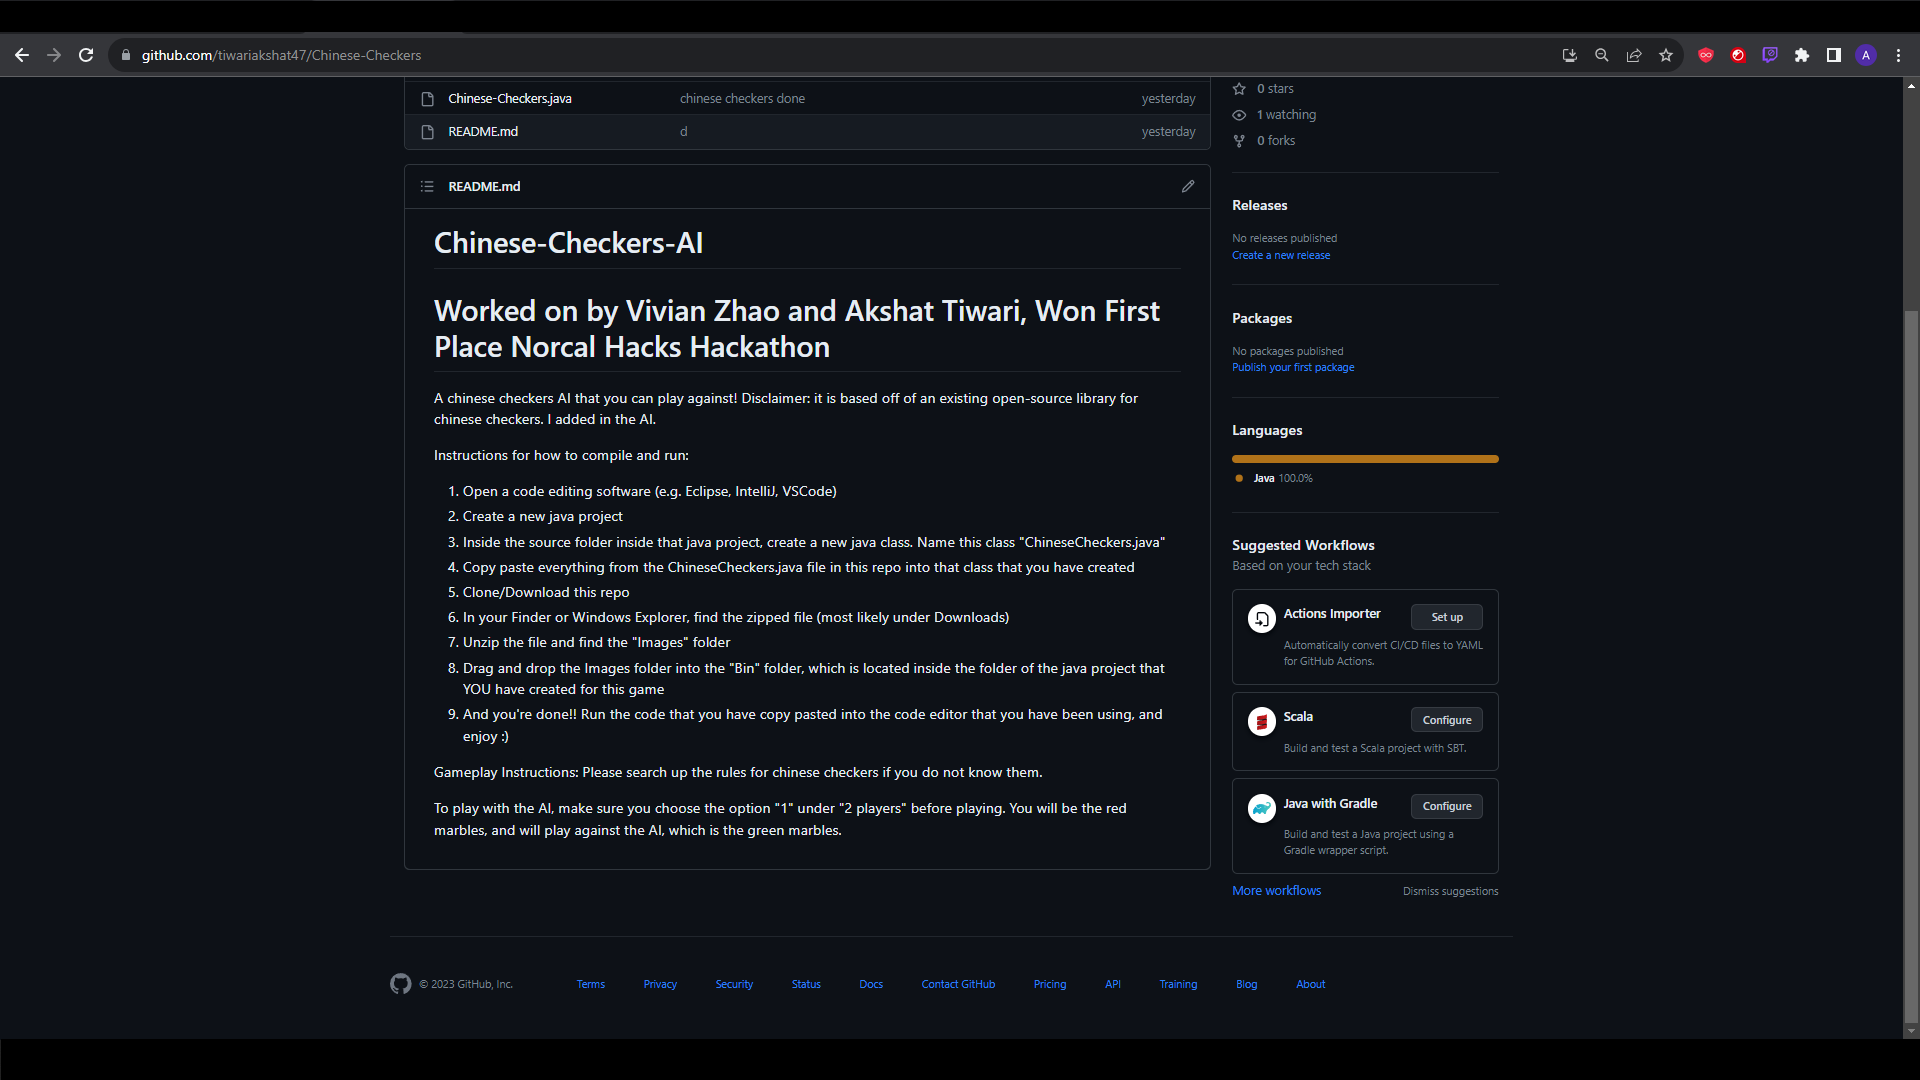 github.com/tiwariakshat47/Chinese-Checkers
A
Chinese-Checkers.java chinese checkers done yesterday
README.md d yesterday
README.md
Chinese-Checkers-AI
Worked on by Vivian Zhao and Akshat Tiwari, Won First
Place Norcal Hacks Hackathon
A chinese checkers AI that you can play against! Disclaimer: it is based off of an existing open-source library for
chinese checkers. I added in the AI.
Instructions for how to compile and run:
1. Open a code editing software (e.g. Eclipse, IntelliJ, VSCode)
2. Create a new java project
3. Inside the source folder inside that java project, create a new java class. Name this class "ChineseCheckers.java"
4. Copy paste everything from the ChineseCheckers.java file in this repo into that class that you have created
5. Clone/Download this repo
6. In your Finder or Windows Explorer, find the zipped file (most likely under Downloads)
7. Unzip the file and find the "Images" folder
8. Drag and drop the Images folder into the "Bin" folder, which is located inside the folder of the java project that
YOU have created for this game
9. And you're done!! Run the code that you have copy pasted into the code editor that you have been using, and
enjoy :)
Gameplay Instructions: Please search up the rules for chinese checkers if you do not know them.
To play with the AI, make sure you choose the option "1" under "2 players" before playing. You will be the red
marbles, and will play against the AI, which is the green marbles.
0 stars
1 watching
0 forks
Releases
No releases published
Create a new release
Packages
No packages published
Publish your first package
Languages
Java 100.0%
Suggested Workflows
Based on your tech stack
Actions Importer Set up
Automatically convert CI/CD files to YAML
for GitHub Actions.
Scala Configure
Build and test a Scala project with SBT.
Java with Gradle Configure
Build and test a Java project using a
Gradle wrapper script.
More workflows Dismiss suggestions
© 2023 GitHub, Inc. Terms Privacy Security Status Docs Contact GitHub Pricing API Training Blog About